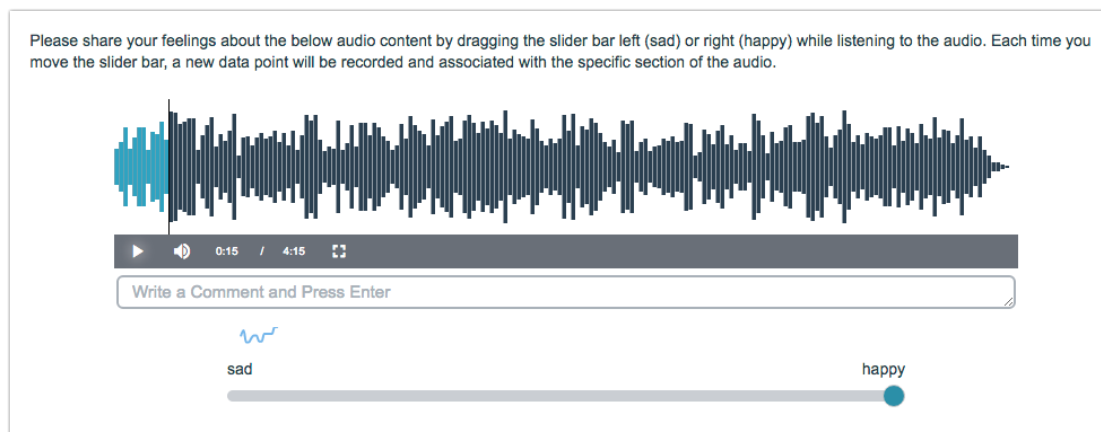 Please share your feelings about the below audio content by dragging the slider bar left (sad) or right (happy) while listening to the audio. Each time you
move the slider bar, a new data point will be recorded and associated with the specific section of the audio.
0:15 / 4:15
Write a Comment and Press Enter
sad happy